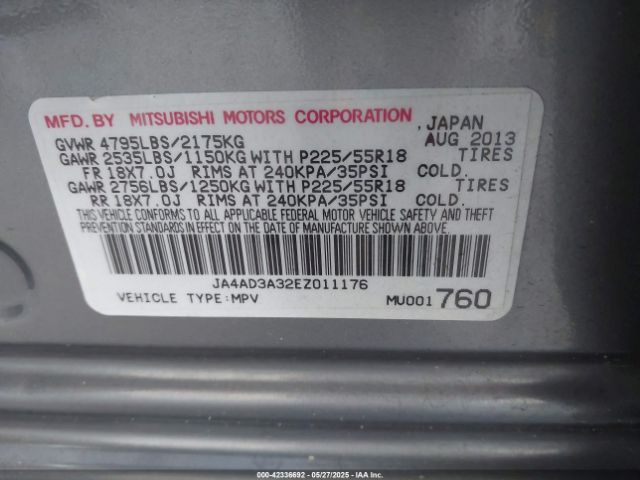 MFD. BY MITSUBISHI MOTORS CORPORATION , JAPAN
GVWR 4795LBS/2175KG AUG 2013
GAWR 2535LBS/1150KG WITH P225/55R18 TIRES
FR 18X7.0J RIMS AT 240KPA/35PSI COLD.
GAWR 2756LBS/1250KG WITH P225/55R18 TIRES
RR 18X7.0J RIMS AT 240KPA/35PSI COLD.
THIS VEHICLE CONFORMS TO ALL APPLICABLE FEDERAL MOTOR VEHICLE SAFETY AND THEFT
PREVENTION STANDARDS IN EFFECT ON THE DATE OF MANUFACTURE SHOWN ABOVE.
JA4AD3A32EZ011176
VEHICLE TYPE:MPV MU001 760
000-42336692 - 05/27/2025 - IAAI.COM